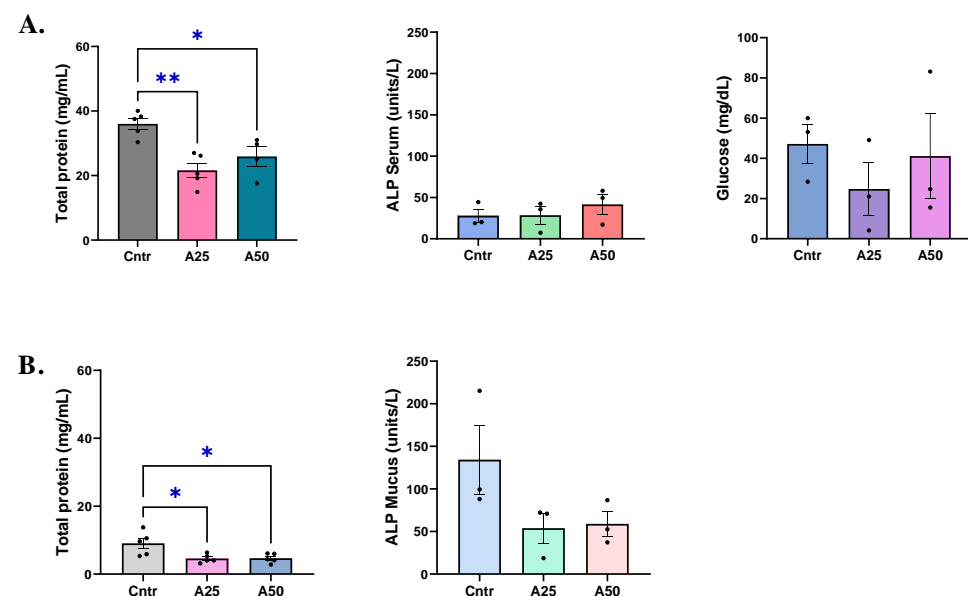 A.
Total protein (mg/mL)
60
40
20
0
*
**
Cntr A25 A50
ALP Serum (units/L)
250
200
150
100
50
0
Cntr A25 A50
Glucose (mg/dL)
100
80
60
40
20
0
Cntr A25 A50
B.
Total protein (mg/mL)
60
40
20
0
*
*
Cntr A25 A50
ALP Mucus (units/L)
250
200
150
100
50
0
Cntr A25 A50